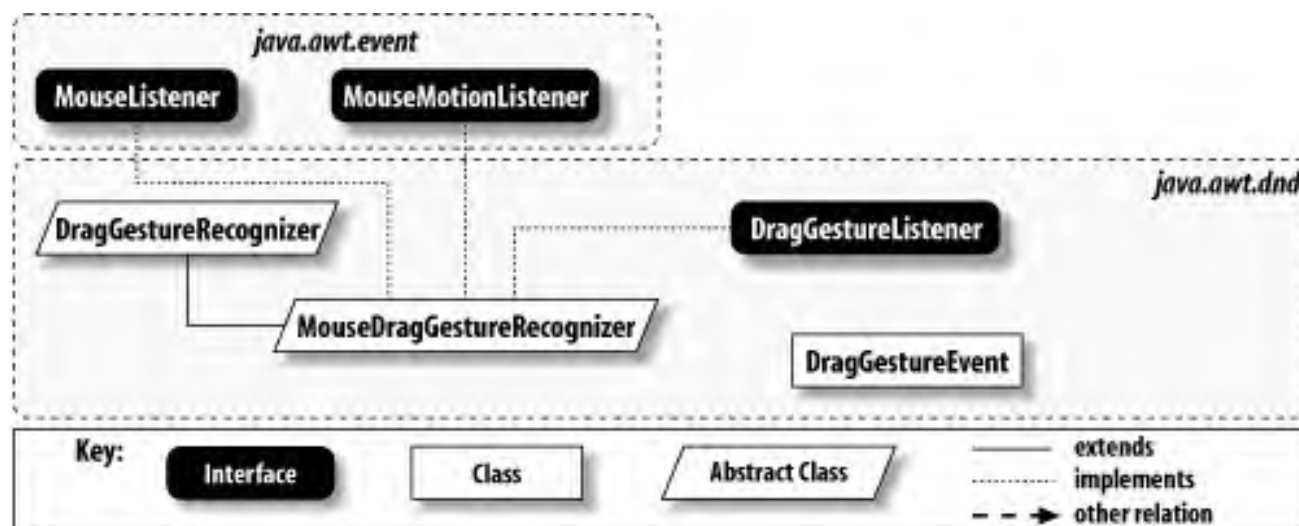 java.awt.event
MouseListener
MouseMotionListener
java.awt.dnd
DragGestureRecognizer
DragGestureListener
MouseDragGestureRecognizer
DragGestureEvent
Key:
Interface
Class
Abstract Class
extends
implements
other relation